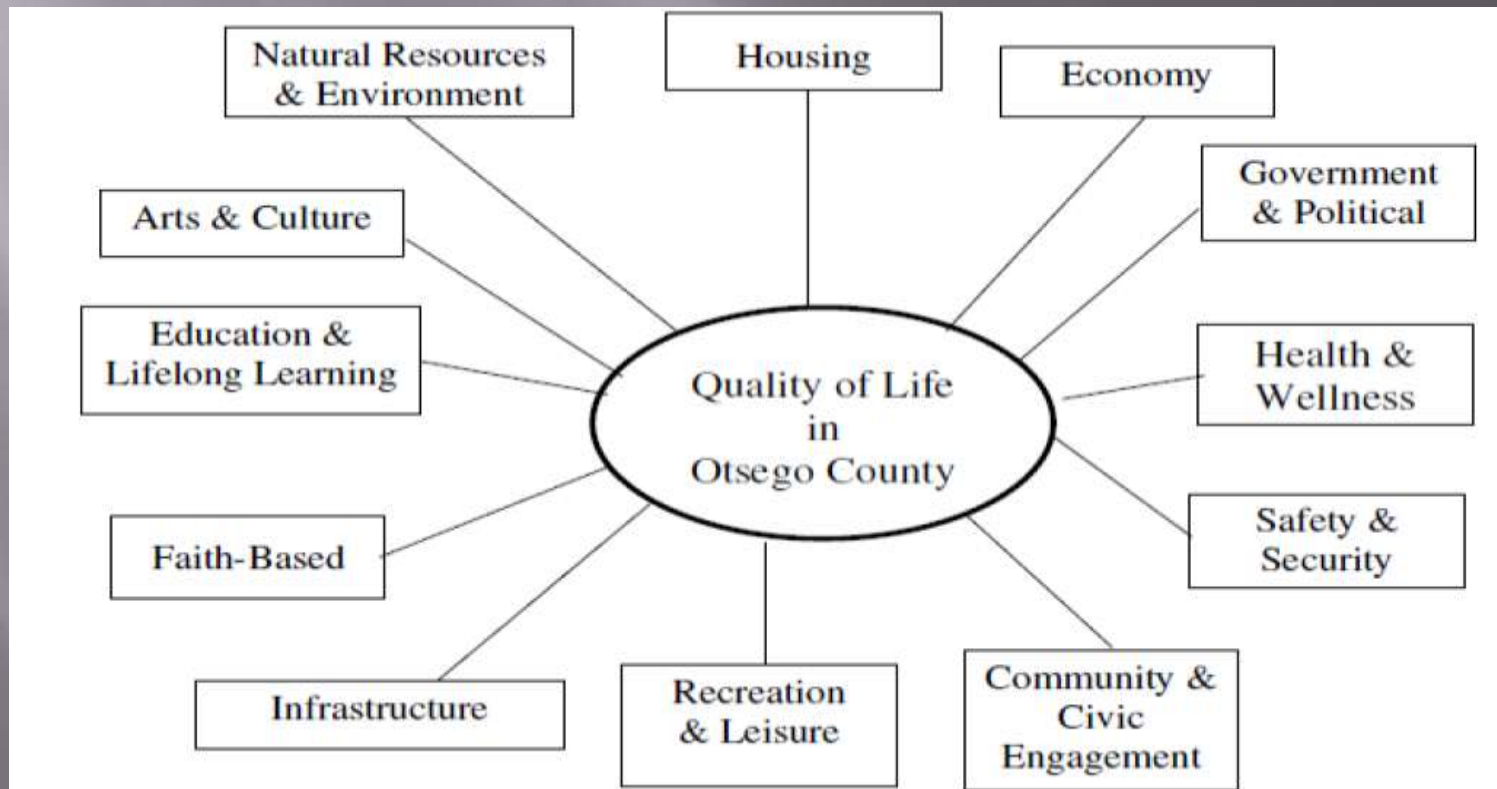 Natural Resources
& Environment
Housing
Economy
Government
& Political
Arts & Culture
Education &
Lifelong Learning
Quality of Life
in
Otsego County
Health &
Wellness
Faith-Based
Safety &
Security
Infrastructure
Recreation
& Leisure
Community &
Civic
Engagement